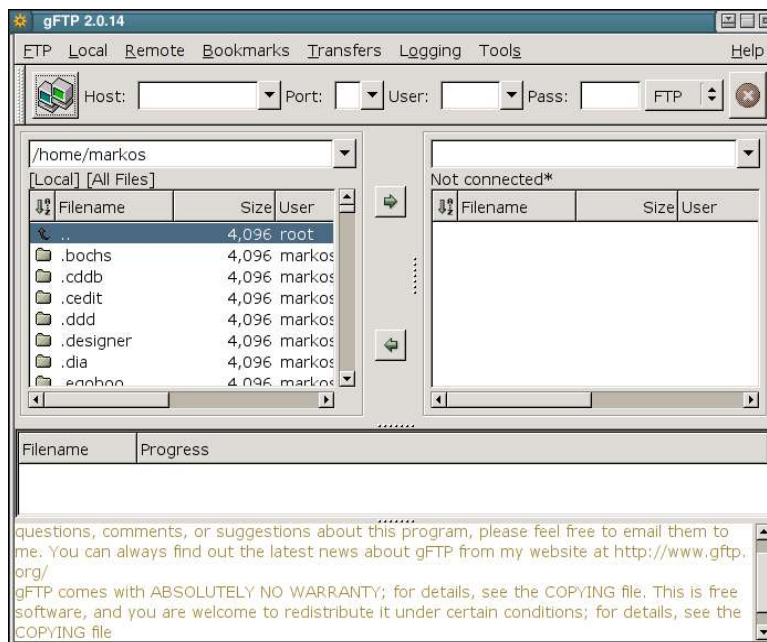 gFTP 2.0.14
FTP Local Remote Bookmarks Transfers Logging Tools Help
Host: Port: User: Pass: FTP
/home/markos
[Local] [All Files]
Filename Size User
.. 4,096 root
.bochs 4,096 markos
.cddb 4,096 markos
.cedit 4,096 markos
.ddd 4,096 markos
.designer 4,096 markos
.dia 4,096 markos
.egoboo 4,096 markos
Not connected*
Filename Size User
Filename Progress
questions, comments, or suggestions about this program, please feel free to email them to
me. You can always find out the latest news about gFTP from my website at http://www.gftp.
org/
gFTP comes with ABSOLUTELY NO WARRANTY; for details, see the COPYING file. This is free
software, and you are welcome to redistribute it under certain conditions; for details, see the
COPYING file